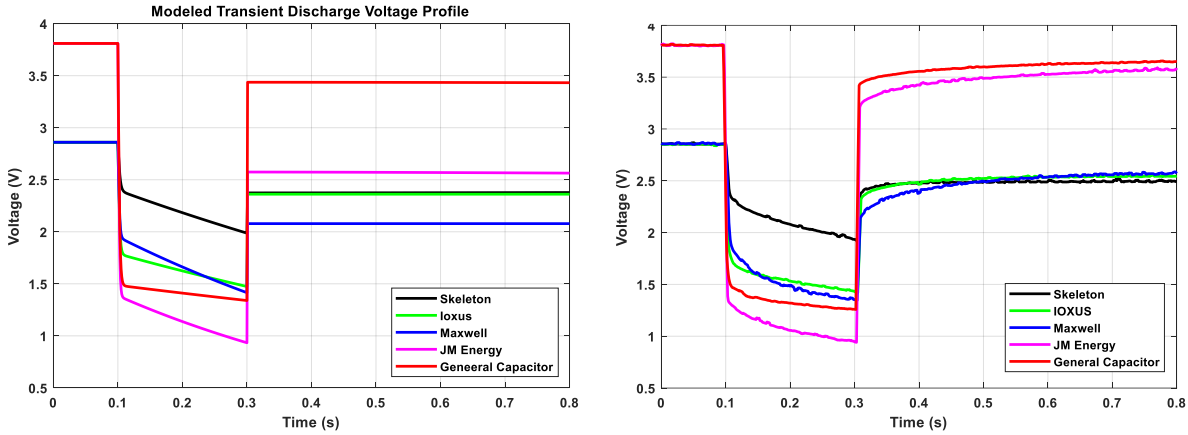 Modeled Transient Discharge Voltage Profile
4
3.5
3
2.5
2
1.5
1
0.5
Voltage (V)
Skeleton
Ioxus
Maxwell
JM Energy
Geneeral Capacitor
0 0.1 0.2 0.3 0.4 0.5 0.6 0.7 0.8
Time (s)
4
3.5
3
2.5
2
1.5
1
0.5
Voltage (V)
Skeleton
IOXUS
Maxwell
JM Energy
General Capacitor
0 0.1 0.2 0.3 0.4 0.5 0.6 0.7 0.8
Time (s)